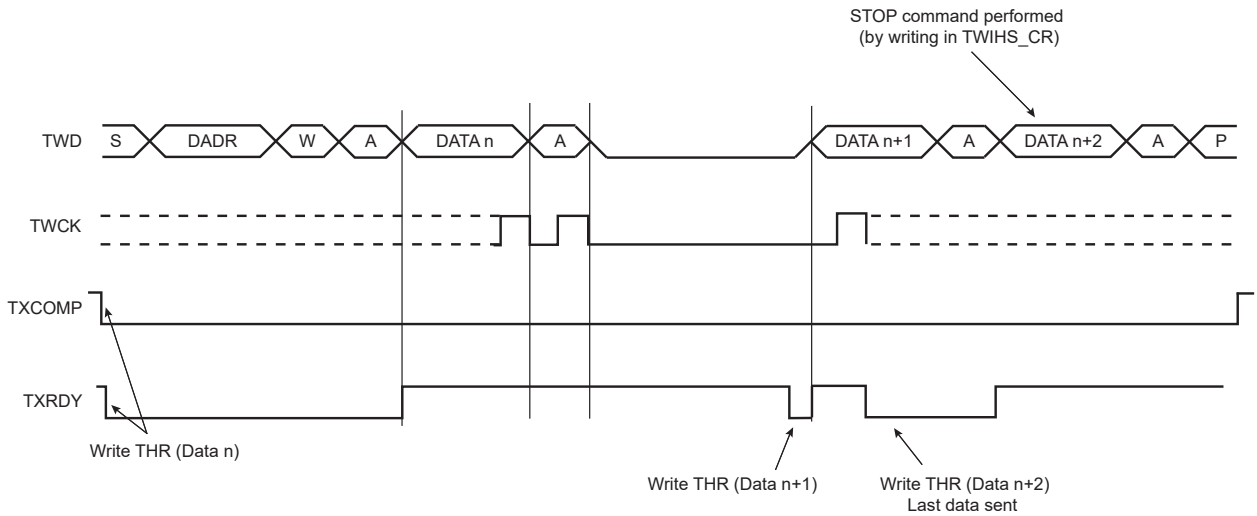 STOP command performed
(by writing in TWIHS_CR)
TWD S DADR W A DATA n A DATA n+1 A DATA n+2 A P
TWCK
TXCOMP
TXRDY
Write THR (Data n)
Write THR (Data n+1) Write THR (Data n+2)
Last data sent